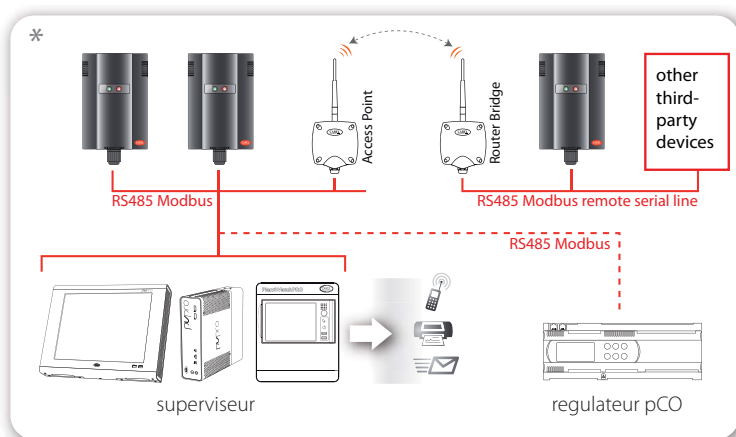 *
Access Point
Router Bridge
other
third-
party
devices
RS485 Modbus
RS485 Modbus remote serial line
RS485 Modbus
PlantWatchPRO
superviseur
regulateur pCO